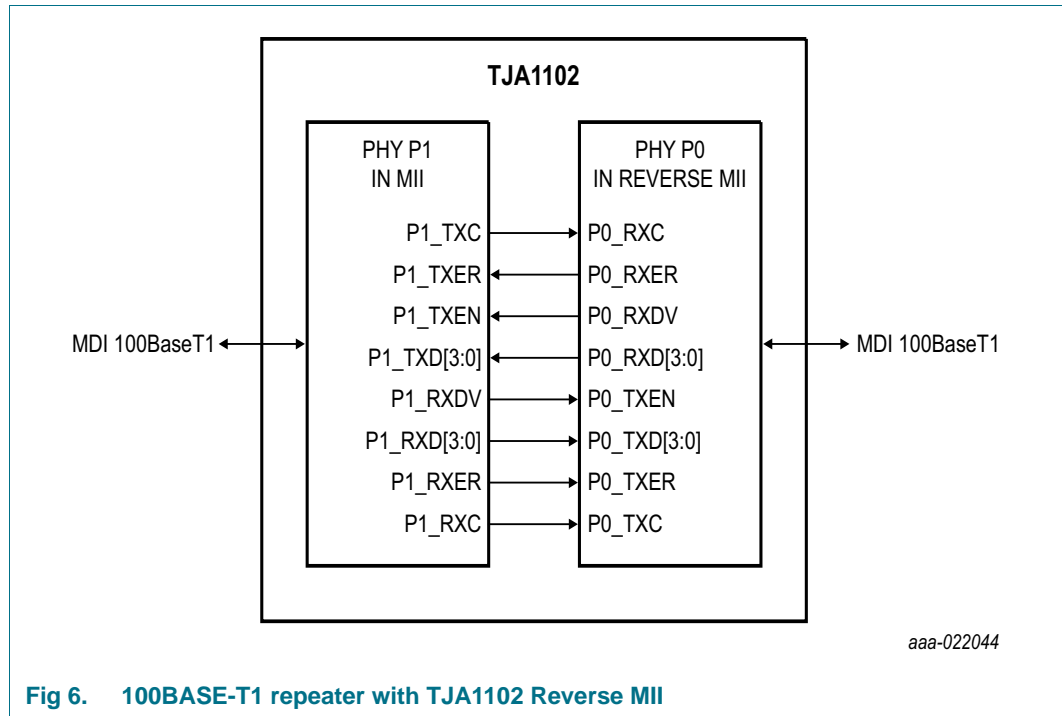 TJA1102
PHY P1
IN MII
PHY P0
IN REVERSE MII
P1_TXC
P0_RXC
P1_TXER
P0_RXER
P1_TXEN
P0_RXDV
P1_TXD[3:0]
P0_RXD[3:0]
P1_RXDV
P0_TXEN
P1_RXD[3:0]
P0_TXD[3:0]
P1_RXER
P0_TXER
P1_RXC
P0_TXC
MDI 100BaseT1
MDI 100BaseT1
aaa-022044
Fig 6. 100BASE-T1 repeater with TJA1102 Reverse MII